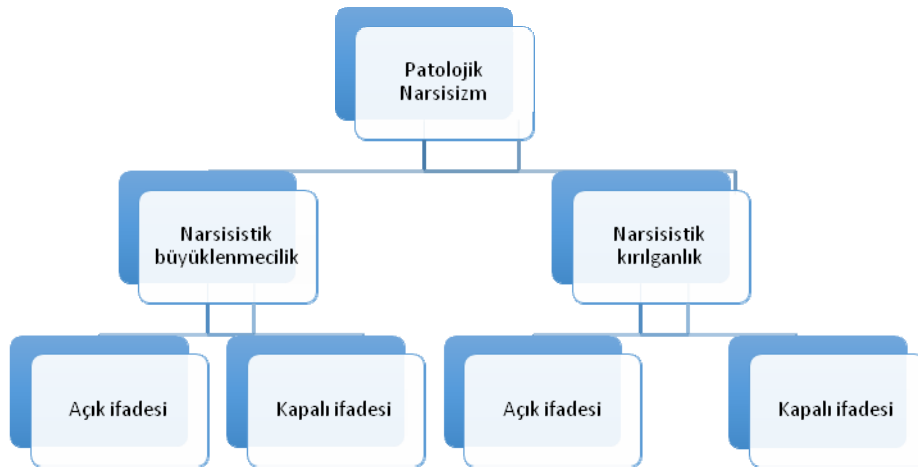 Patolojik
Narsisizm
Narsisistik
büyüklenmecilik
Narsisistik
kırılganlık
Açık ifadesi
Kapalı ifadesi
Açık ifadesi
Kapalı ifadesi